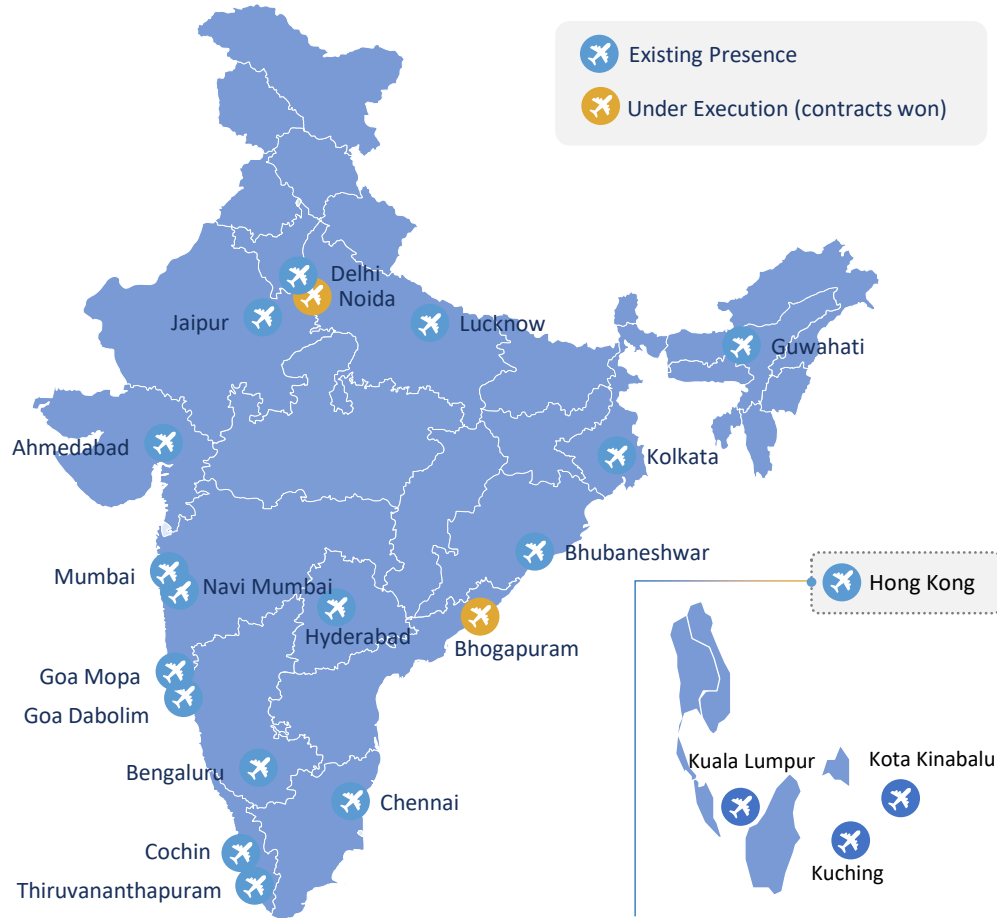 Existing Presence
Under Execution (contracts won)
Delhi
Noida
Jaipur
Lucknow
Guwahati
Ahmedabad
Kolkata
Bhubaneshwar
Mumbai
Navi Mumbai
Hong Kong
Hyderabad
Bhogapuram
Goa Mopa
Goa Dabolim
Kuala Lumpur
Kota Kinabalu
Bengaluru
Chennai
Cochin
Kuching
Thiruvananthapuram